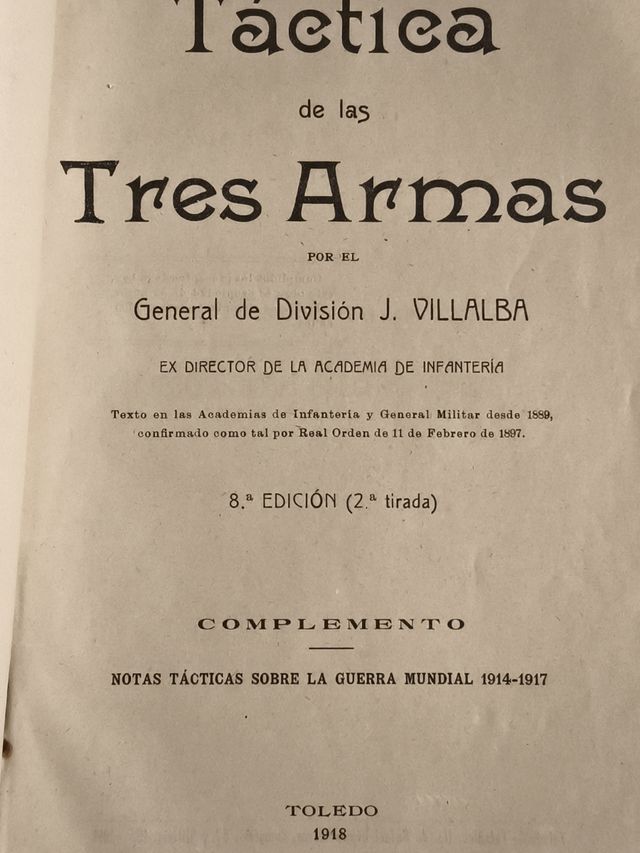 Táctica
de las
Tres Armas
POR EL
General de División J. VILLALBA
EX DIRECTOR DE LA ACADEMIA DE INFANTERÍA
Texto en las Academias de Infantería y General Militar desde 1889,
confirmado como tal por Real Orden de 11 de Febrero de 1897.
8.ª EDICIÓN (2.ª tirada)
COMPLEMENTO
NOTAS TÁCTICAS SOBRE LA GUERRA MUNDIAL 1914-1917
TOLEDO
1918